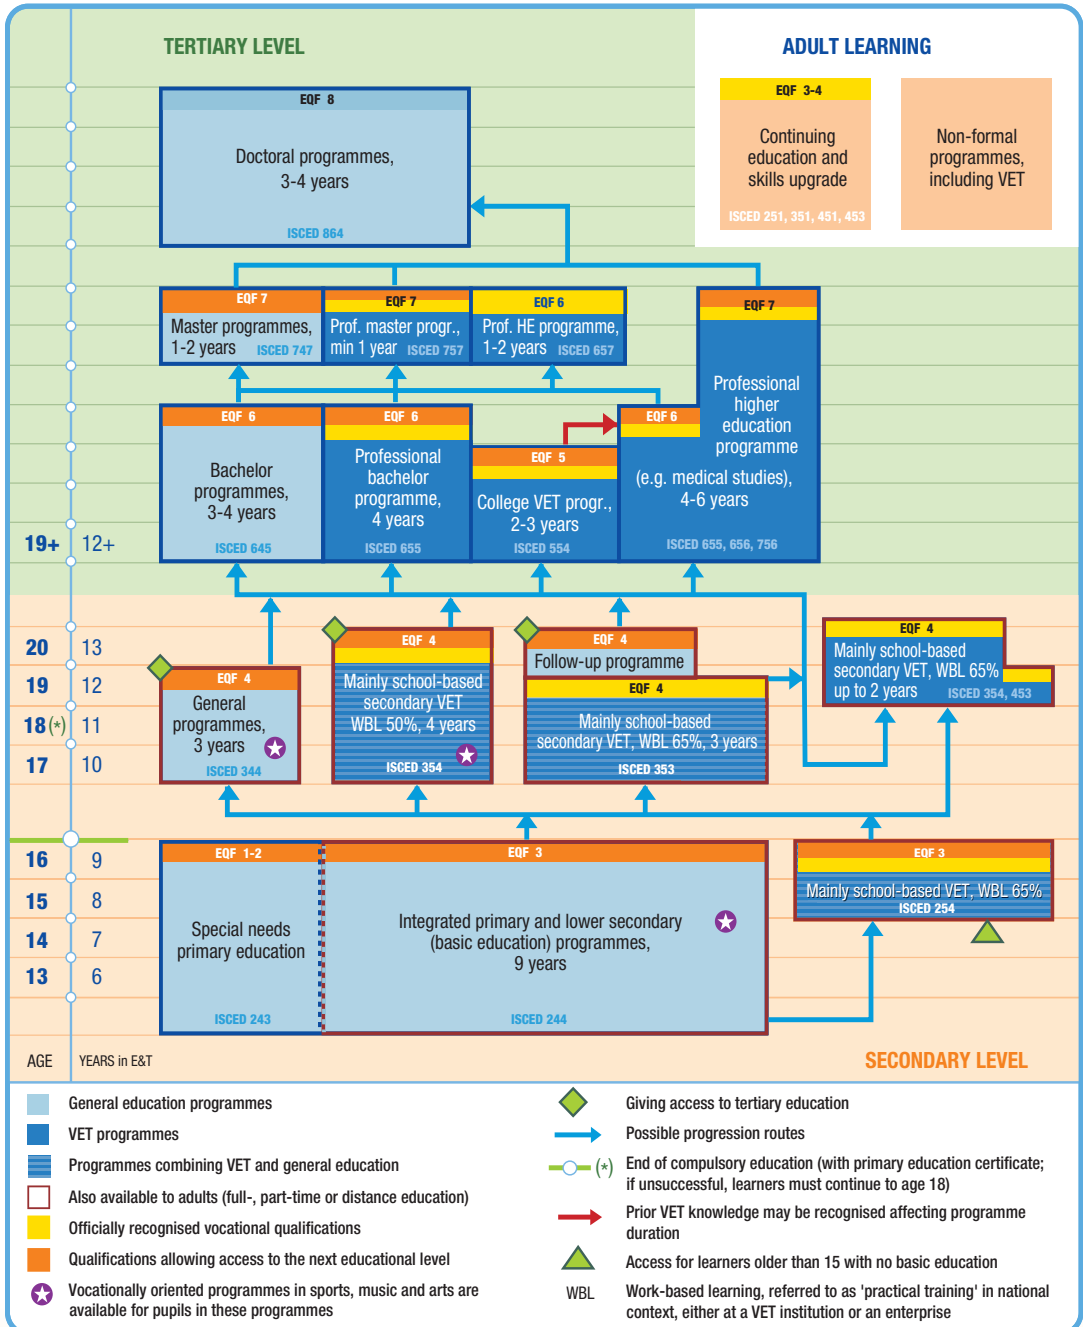 TERTIARY LEVEL
ADULT LEARNING
EQF 3-4
Continuing
education and
skills upgrade
ISCED 251, 351, 451, 453
Non-formal
programmes,
including VET
EQF 8
Doctoral programmes,
3-4 years
ISCED 864
EQF 7
Master programmes,
1-2 years ISCED 747
EQF 7
Prof. master progr.,
min 1 year ISCED 757
EQF 6
Prof. HE programme,
1-2 years ISCED 657
EQF 7
Professional
higher
education
programme
EQF 6
(e.g. medical studies),
4-6 years
ISCED 655, 656, 756
EQF 6
Bachelor
programmes,
3-4 years
ISCED 645
EQF 6
Professional
bachelor
programme,
4 years
ISCED 655
EQF 5
College VET progr.,
2-3 years
ISCED 554
19+ 12+
20 13
19 12
18 (*) 11
17 10
EQF 4
General
programmes,
3 years
ISCED 344
EQF 4
Mainly school-based
secondary VET
WBL 50%, 4 years
ISCED 354
EQF 4
Follow-up programme
EQF 4
Mainly school-based
secondary VET, WBL 65%, 3 years
ISCED 353
EQF 4
Mainly school-based
secondary VET, WBL 65%
up to 2 years ISCED 354, 453
16 9
15 8
14 7
13 6
EQF 1-2
Special needs
primary education
ISCED 243
EQF 3
Integrated primary and lower secondary
(basic education) programmes,
9 years
ISCED 244
EQF 3
Mainly school-based VET, WBL 65%
ISCED 254
AGE YEARS in E&T
SECONDARY LEVEL
General education programmes
VET programmes
Programmes combining VET and general education
Also available to adults (full-, part-time or distance education)
Officially recognised vocational qualifications
Qualifications allowing access to the next educational level
Vocationally oriented programmes in sports, music and arts are
available for pupils in these programmes
Giving access to tertiary education
Possible progression routes
(*) End of compulsory education (with primary education certificate;
if unsuccessful, learners must continue to age 18)
Prior VET knowledge may be recognised affecting programme
duration
Access for learners older than 15 with no basic education
WBL Work-based learning, referred to as 'practical training' in national
context, either at a VET institution or an enterprise